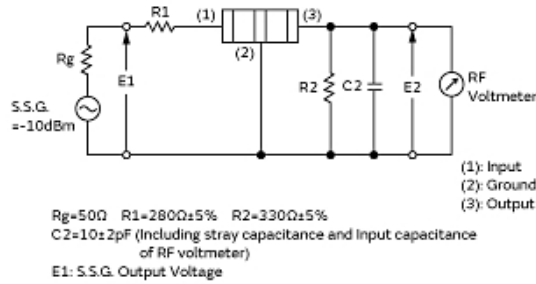 R1
(1)
(3)
(2)
Rg
E1
R2
C2
E2
RF
Voltmeter
S.S.G.
=-10dBm
(1): Input
(2): Ground
(3): Output
Rg=50Ω R1=280Ω±5% R2=330Ω±5%
C2=10±2pF (Including stray capacitance and Input capacitance
of RF voltmeter)
E1: S.S.G. Output Voltage